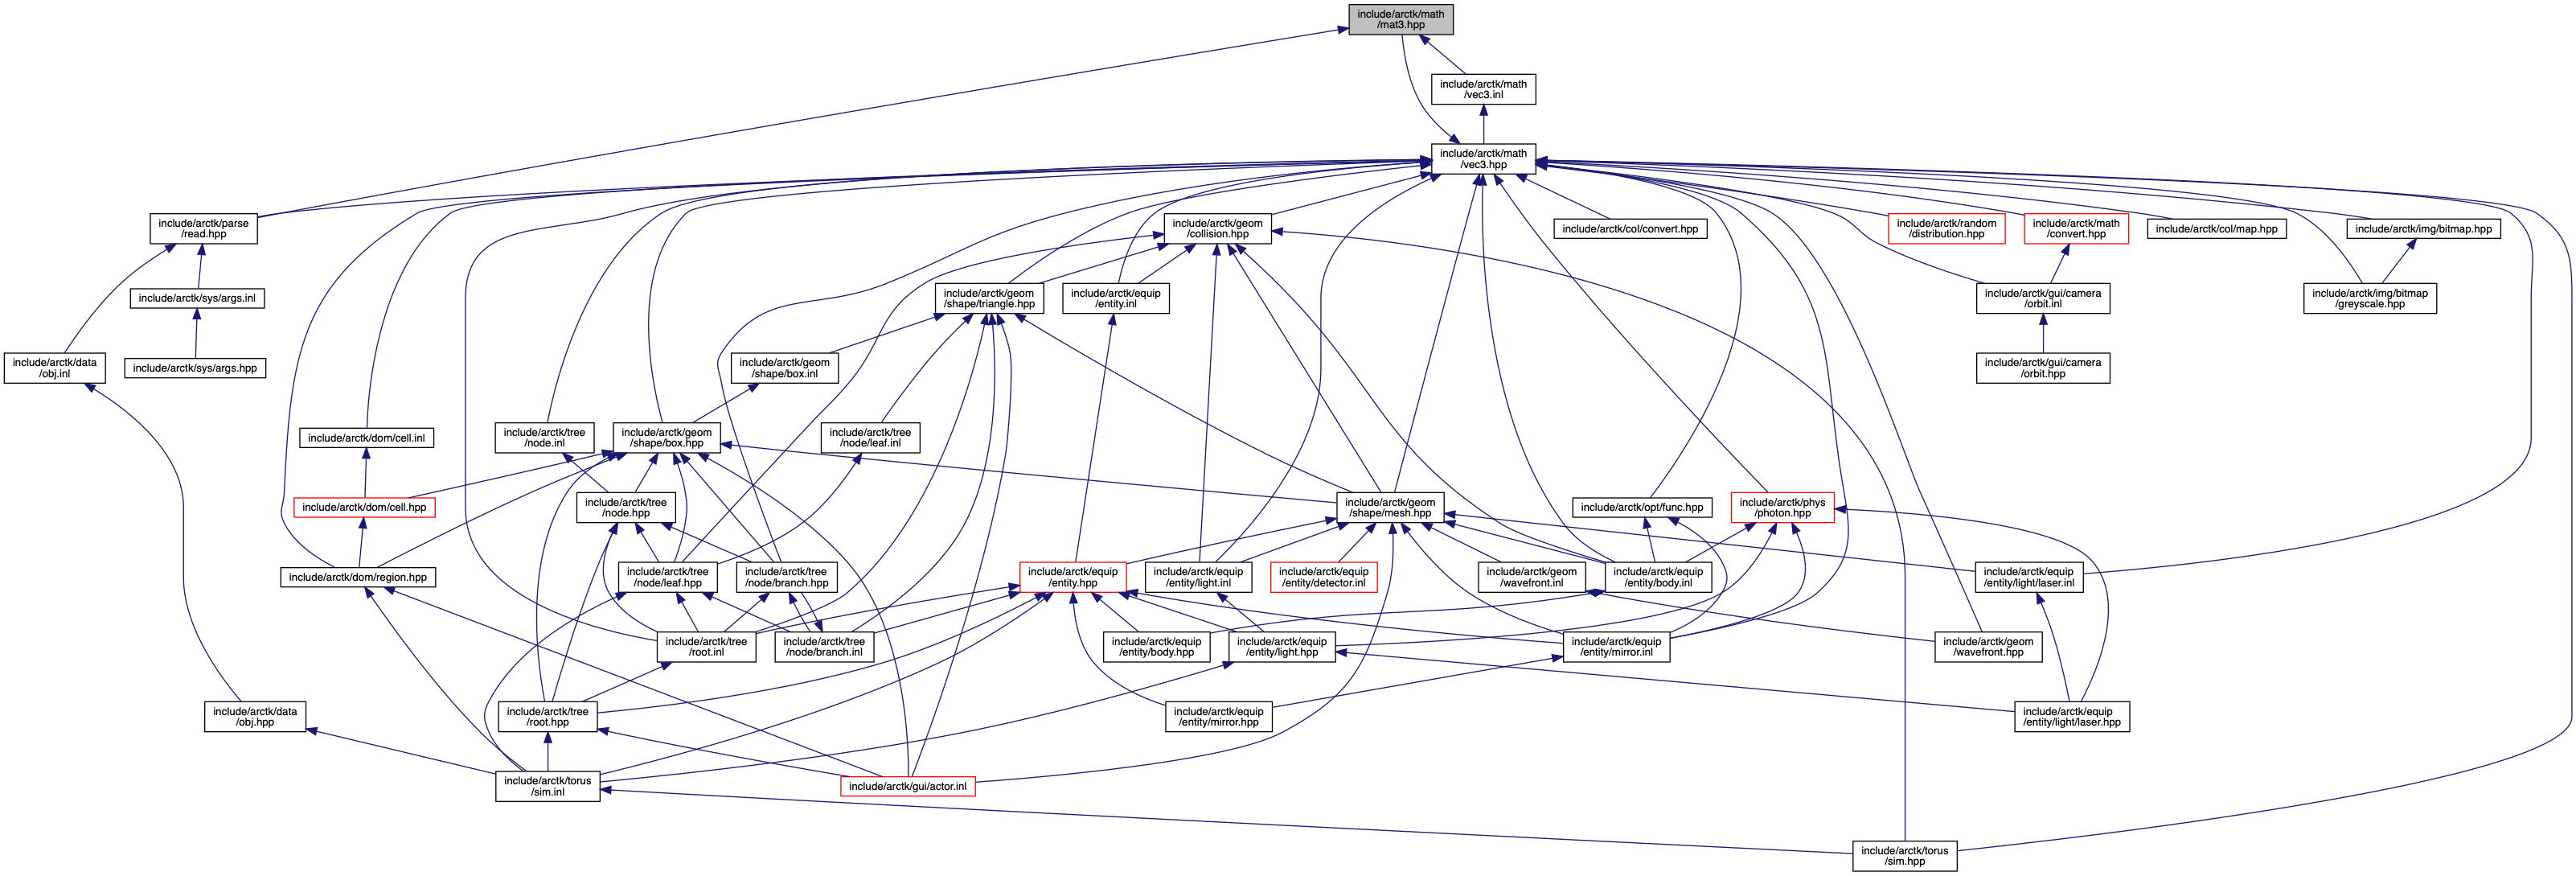 include/arctk/math
/mat3.hpp
include/arctk/math
/vec3.inl
include/arctk/math
/vec3.hpp
include/arctk/parse
/read.hpp
include/arctk/geom
/collision.hpp
include/arctk/col/convert.hpp
include/arctk/random
/distribution.hpp
include/arctk/math
/convert.hpp
include/arctk/col/map.hpp
include/arctk/img/bitmap.hpp
include/arctk/sys/args.inl
include/arctk/geom
/shape/triangle.hpp
include/arctk/equip
/entity.inl
include/arctk/gui/camera
/orbit.inl
include/arctk/img/bitmap
/greyscale.hpp
include/arctk/data
/obj.inl
include/arctk/sys/args.hpp
include/arctk/geom
/shape/box.inl
include/arctk/gui/camera
/orbit.hpp
include/arctk/dom/cell.inl
include/arctk/tree
/node.inl
include/arctk/geom
/shape/box.hpp
include/arctk/tree
/node/leaf.inl
include/arctk/dom/cell.hpp
include/arctk/tree
/node.hpp
include/arctk/geom
/shape/mesh.hpp
include/arctk/opt/func.hpp
include/arctk/phys
/photon.hpp
include/arctk/dom/region.hpp
include/arctk/tree
/node/leaf.hpp
include/arctk/tree
/node/branch.hpp
include/arctk/equip
/entity.hpp
include/arctk/equip
/entity/light.inl
include/arctk/equip
/entity/detector.inl
include/arctk/geom
/wavefront.inl
include/arctk/equip
/entity/body.inl
include/arctk/equip
/entity/light/laser.inl
include/arctk/tree
/root.inl
include/arctk/tree
/node/branch.inl
include/arctk/equip
/entity/body.hpp
include/arctk/equip
/entity/light.hpp
include/arctk/equip
/entity/mirror.inl
include/arctk/geom
/wavefront.hpp
include/arctk/data
/obj.hpp
include/arctk/tree
/root.hpp
include/arctk/equip
/entity/mirror.hpp
include/arctk/equip
/entity/light/laser.hpp
include/arctk/torus
/sim.inl
include/arctk/gui/actor.inl
include/arctk/torus
/sim.hpp